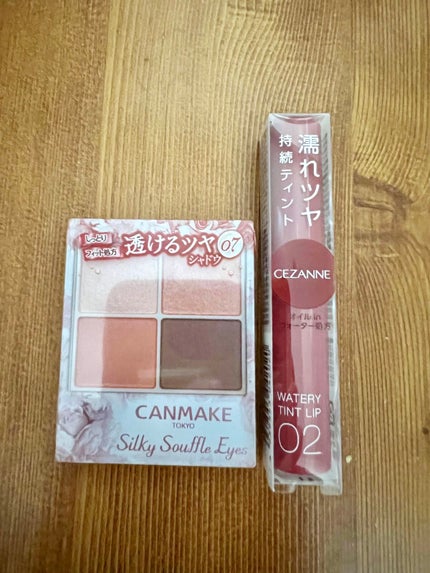 しっとり
フィット処方
透けるツヤ
シャドウ
07
CANMAKE
TOKYO
Silky Souffle Eyes
濡れツヤ
持続ティント
CEZANNE
オイル in
ウォーター処方
WATERY
TINT LIP
02